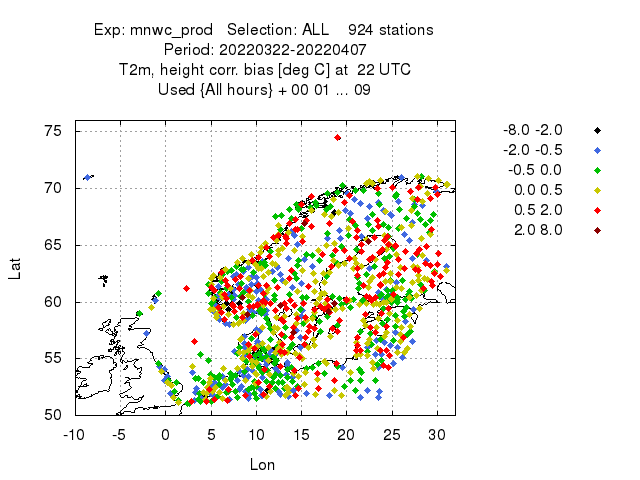 Exp: mnwc_prod   Selection: ALL    924 stations
Period: 20220322-20220407
T2m, height corr. bias [deg C] at  22 UTC
Used {All hours} + 00 01 ... 09
-8.0 -2.0
-2.0 -0.5
-0.5 0.0
0.0 0.5
0.5 2.0
2.0 8.0
75
70
65
60
55
50
Lat
-10 -5 0 5 10 15 20 25 30
Lon